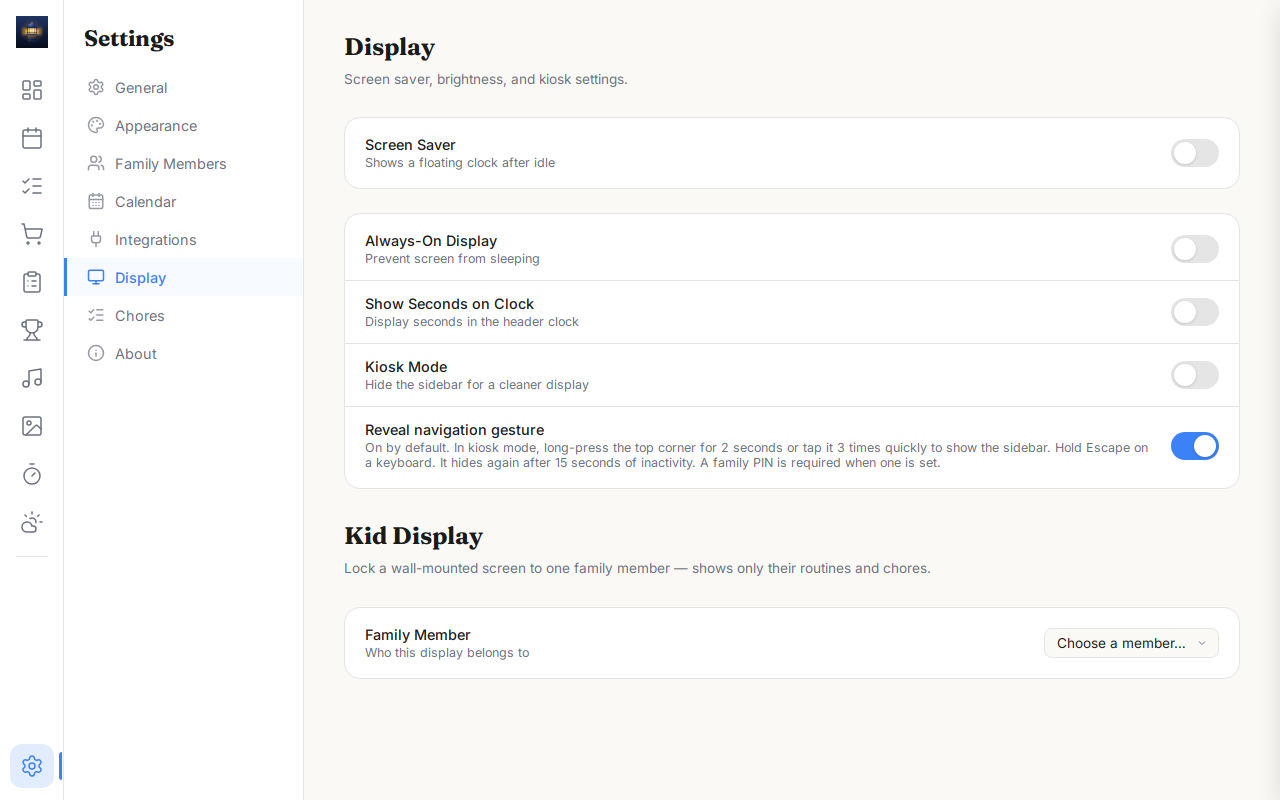 Settings
General
Appearance
Family Members
Calendar
Integrations
Display
Chores
About
Display
Screen saver, brightness, and kiosk settings.
Screen Saver
Shows a floating clock after idle
Always-On Display
Prevent screen from sleeping
Show Seconds on Clock
Display seconds in the header clock
Kiosk Mode
Hide the sidebar for a cleaner display
Reveal navigation gesture
On by default. In kiosk mode, long-press the top corner for 2 seconds or tap it 3 times quickly to show the sidebar. Hold Escape on
a keyboard. It hides again after 15 seconds of inactivity. A family PIN is required when one is set.
Kid Display
Lock a wall-mounted screen to one family member — shows only their routines and chores.
Family Member
Who this display belongs to
Choose a member...